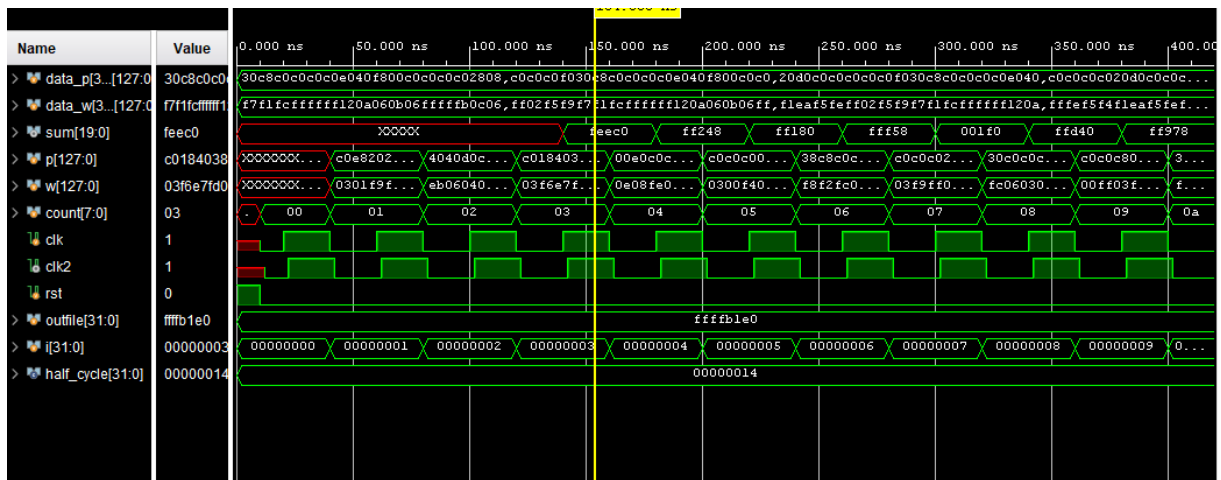 Name Value 0.000 ns 50.000 ns 100.000 ns 150.000 ns 200.000 ns 250.000 ns 300.000 ns 350.000 ns 400.00
data_p[3...[127:0 30c8c0c0 30c8c0c0c0c0e040f800c0c0c0c02808,c0c0c0f030c8c0c0c0c0e040f800c0c0,20d0c0c0c0c0c0f030c8c0c0c0c0e040,c0c0c0c020d0c0c0c...
data_w[3...[127:0 f7f1fcffffff1 f7f1fcffffff120a060b06fffffb0c06,ff02f5f9f7f1fcffffff120a060b06ff,f1eaf5feff02f5f9f7f1fcffffff120a,fffef5f4f1eaf5fef...
sum[19:0] feec0 XXXXX feec0 ff248 ff180 fff58 001f0 ffd40 ff978
p[127:0] c0184038 XXXXXXX... c0e8202... 4040d0c... c018403... 00e0c0c... c0c0c00... 38c8c0c... c0c0c02... 30c0c0c... c0c0c80... 3...
w[127:0] 03f6e7fd0 XXXXXXX... 0301f9f... eb06040... 03f6e7f... 0e08fe0... 0300f40... f8f2fc0... 03f9ff0... fc06030... 00ff03f... f...
count[7:0] 03 . 00 01 02 03 04 05 06 07 08 09 0a
clk 1
clk2 1
rst 0
outfile[31:0] ffffb1e0 ffffb1e0
i[31:0] 00000003 00000000 00000001 00000002 00000003 00000004 00000005 00000006 00000007 00000008 00000009 0...
half_cycle[31:0] 00000014 00000014